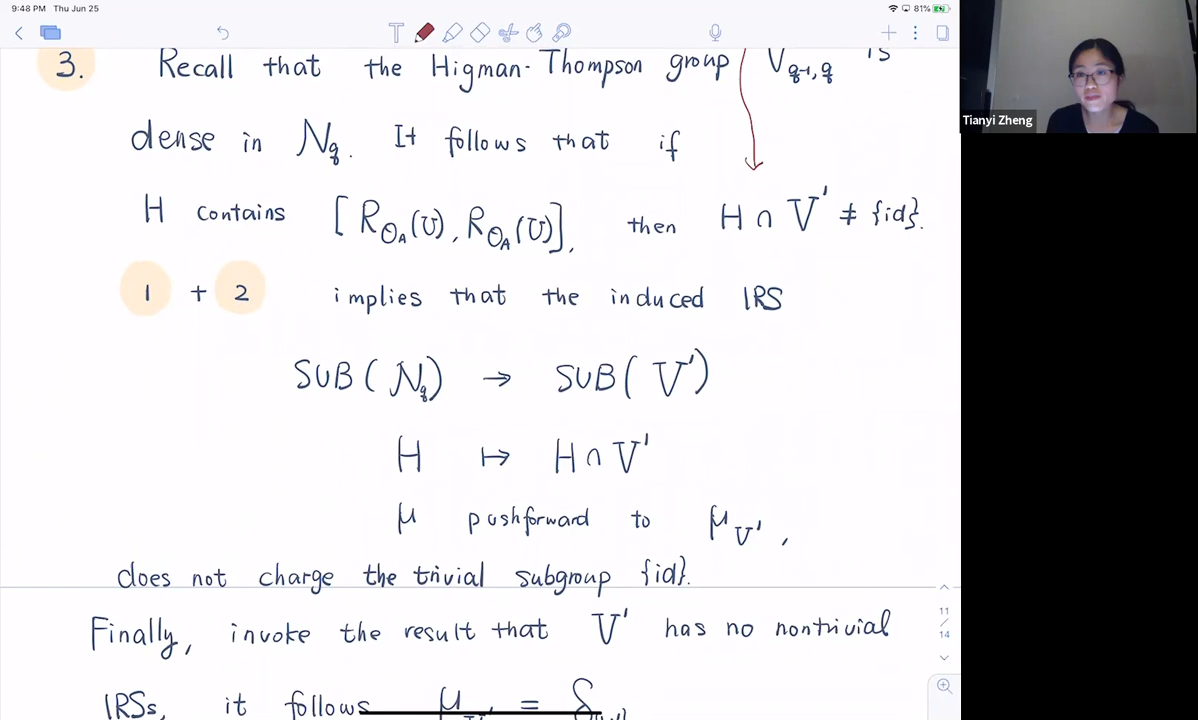 9:48 PM Thu Jun 25
81%
3. Recall that the Higman-Thompson group V_{q-1,q} is
dense in N_q. It follows that if
H contains [R_{O_A}(U), R_{O_A}(U)], then H ∩ V' ≠ {id}.
1 + 2 implies that the induced IRS
SUB(N_q) → SUB(V')
H ↦ H ∩ V'
μ pushforward to μ_{V'},
does not charge the trivial subgroup {id}.
Finally, invoke the result that V' has no nontrivial
IRSs, it follows μ = δ
11 / 14
Tianyi Zheng